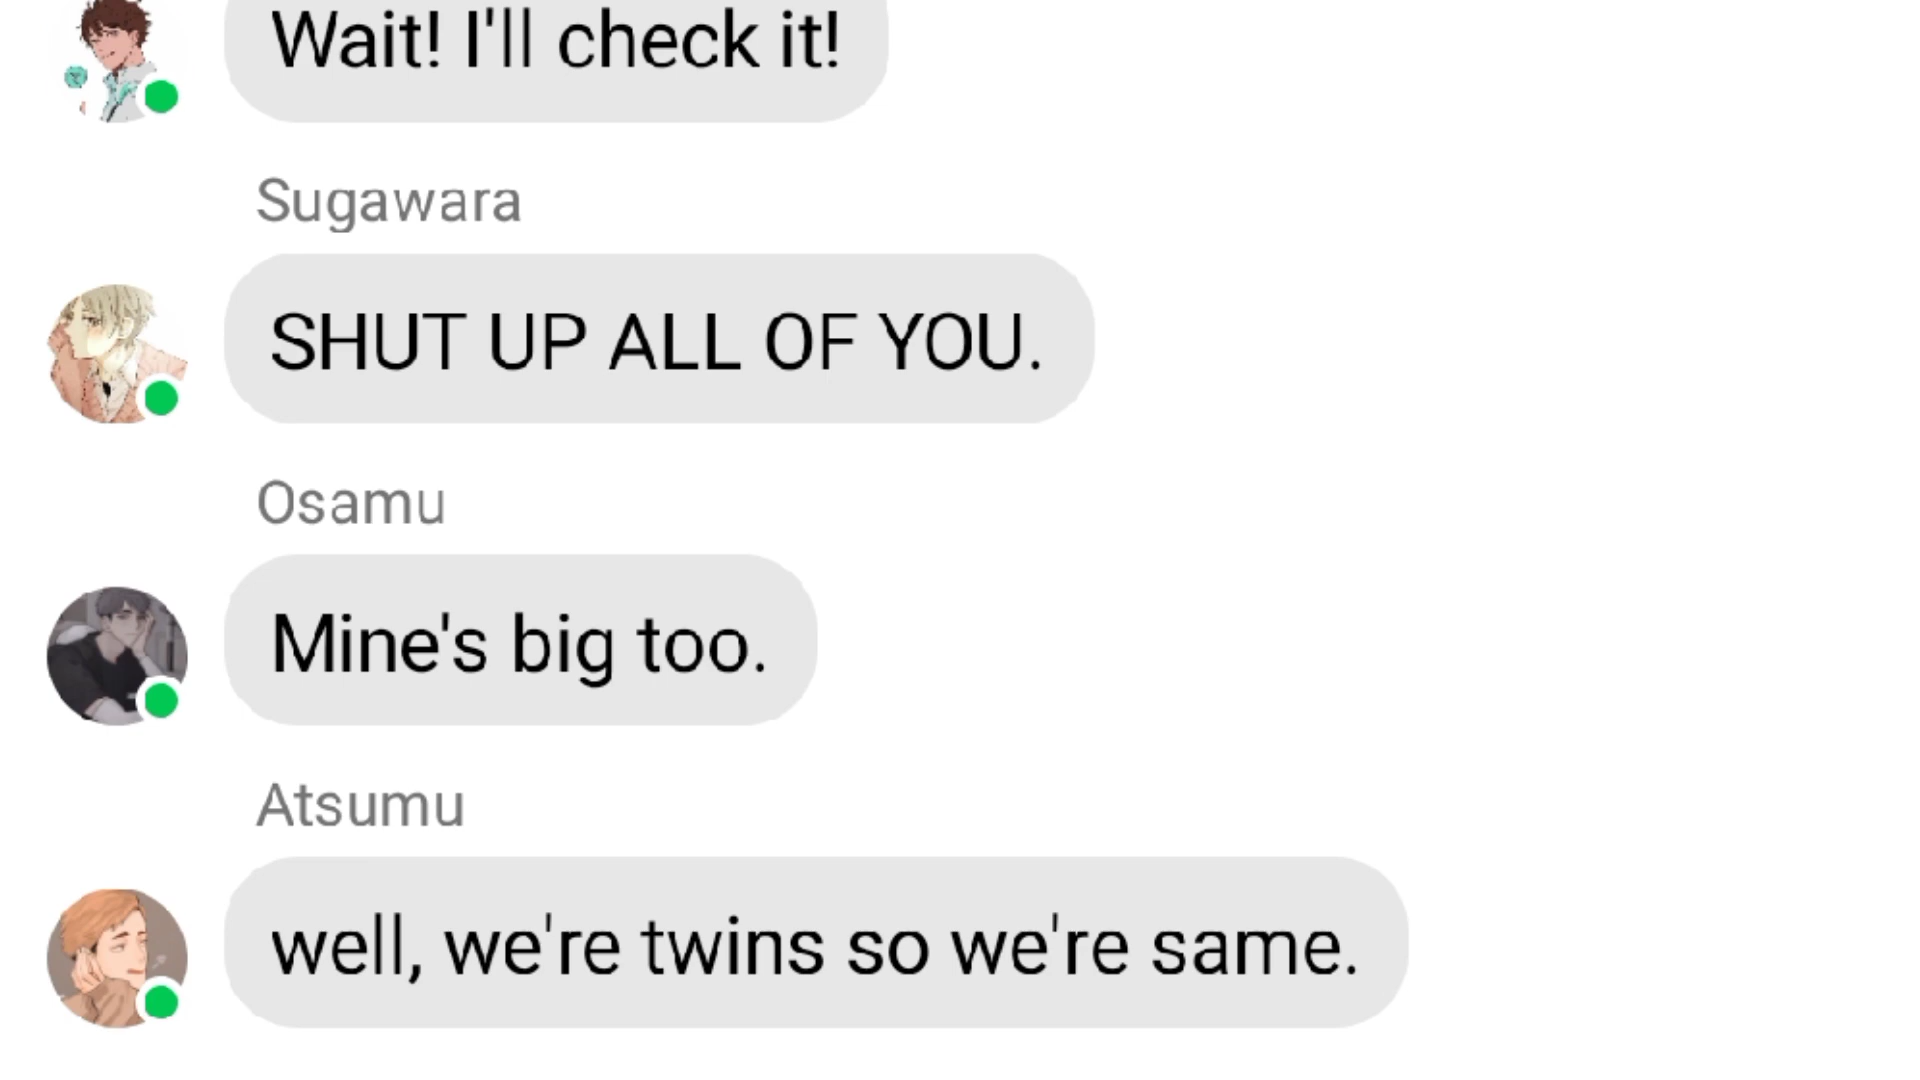 Wait! I'll check it!
Sugawara
SHUT UP ALL OF YOU.
Osamu
Mine's big too.
Atsumu
well, we're twins so we're same.